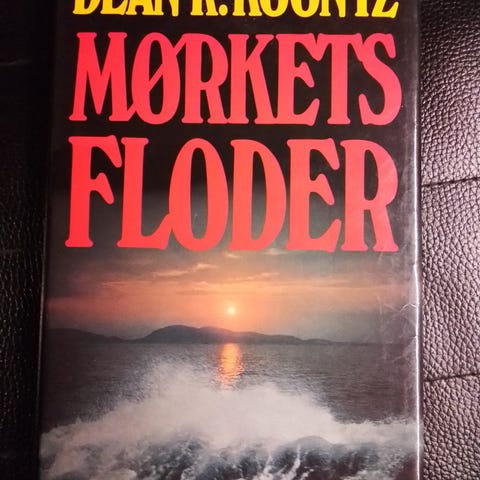 DEAN R. KOONTZ
MØRKETS
FLODER